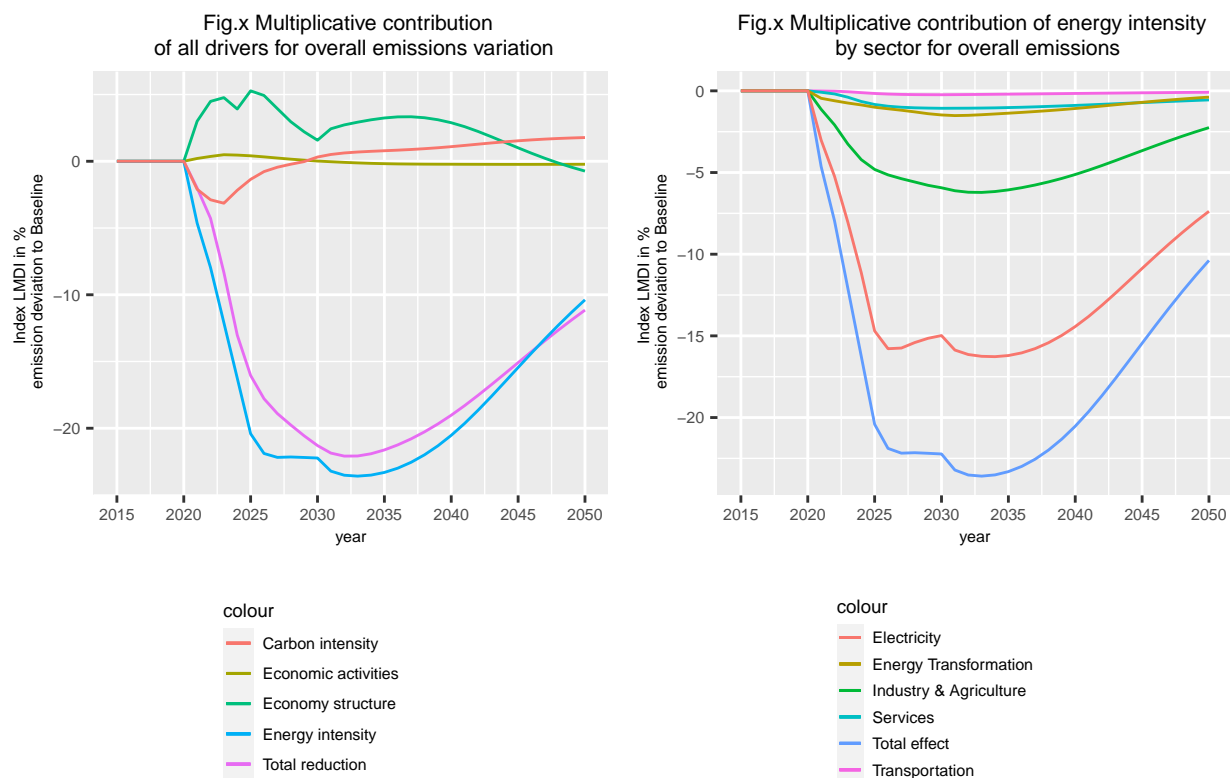 Fig.x Multiplicative contribution
of all drivers for overall emissions variation
Index LMDI in %
emission deviation to Baseline
0
−10
−20
2015 2020 2025 2030 2035 2040 2045 2050
year
colour
Carbon intensity
Economic activities
Economy structure
Energy intensity
Total reduction
Fig.x Multiplicative contribution of energy intensity
by sector for overall emissions
Index LMDI in %
emission deviation to Baseline
0
−5
−10
−15
−20
2015 2020 2025 2030 2035 2040 2045 2050
year
colour
Electricity
Energy Transformation
Industry & Agriculture
Services
Total effect
Transportation